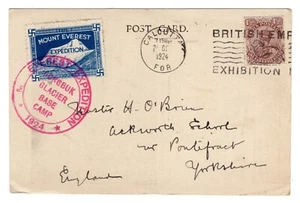 POST CARD.
MOUNT EVEREST
EXPEDITION
EXPEDITION
RONGBUK
GLACIER
BASE
CAMP
1924
CALCUTTA
1924
BRITISH EMP
EXHIBITION
Master H. O'Brien
Ackworth School
nr Pontefract
Yorkshire
England